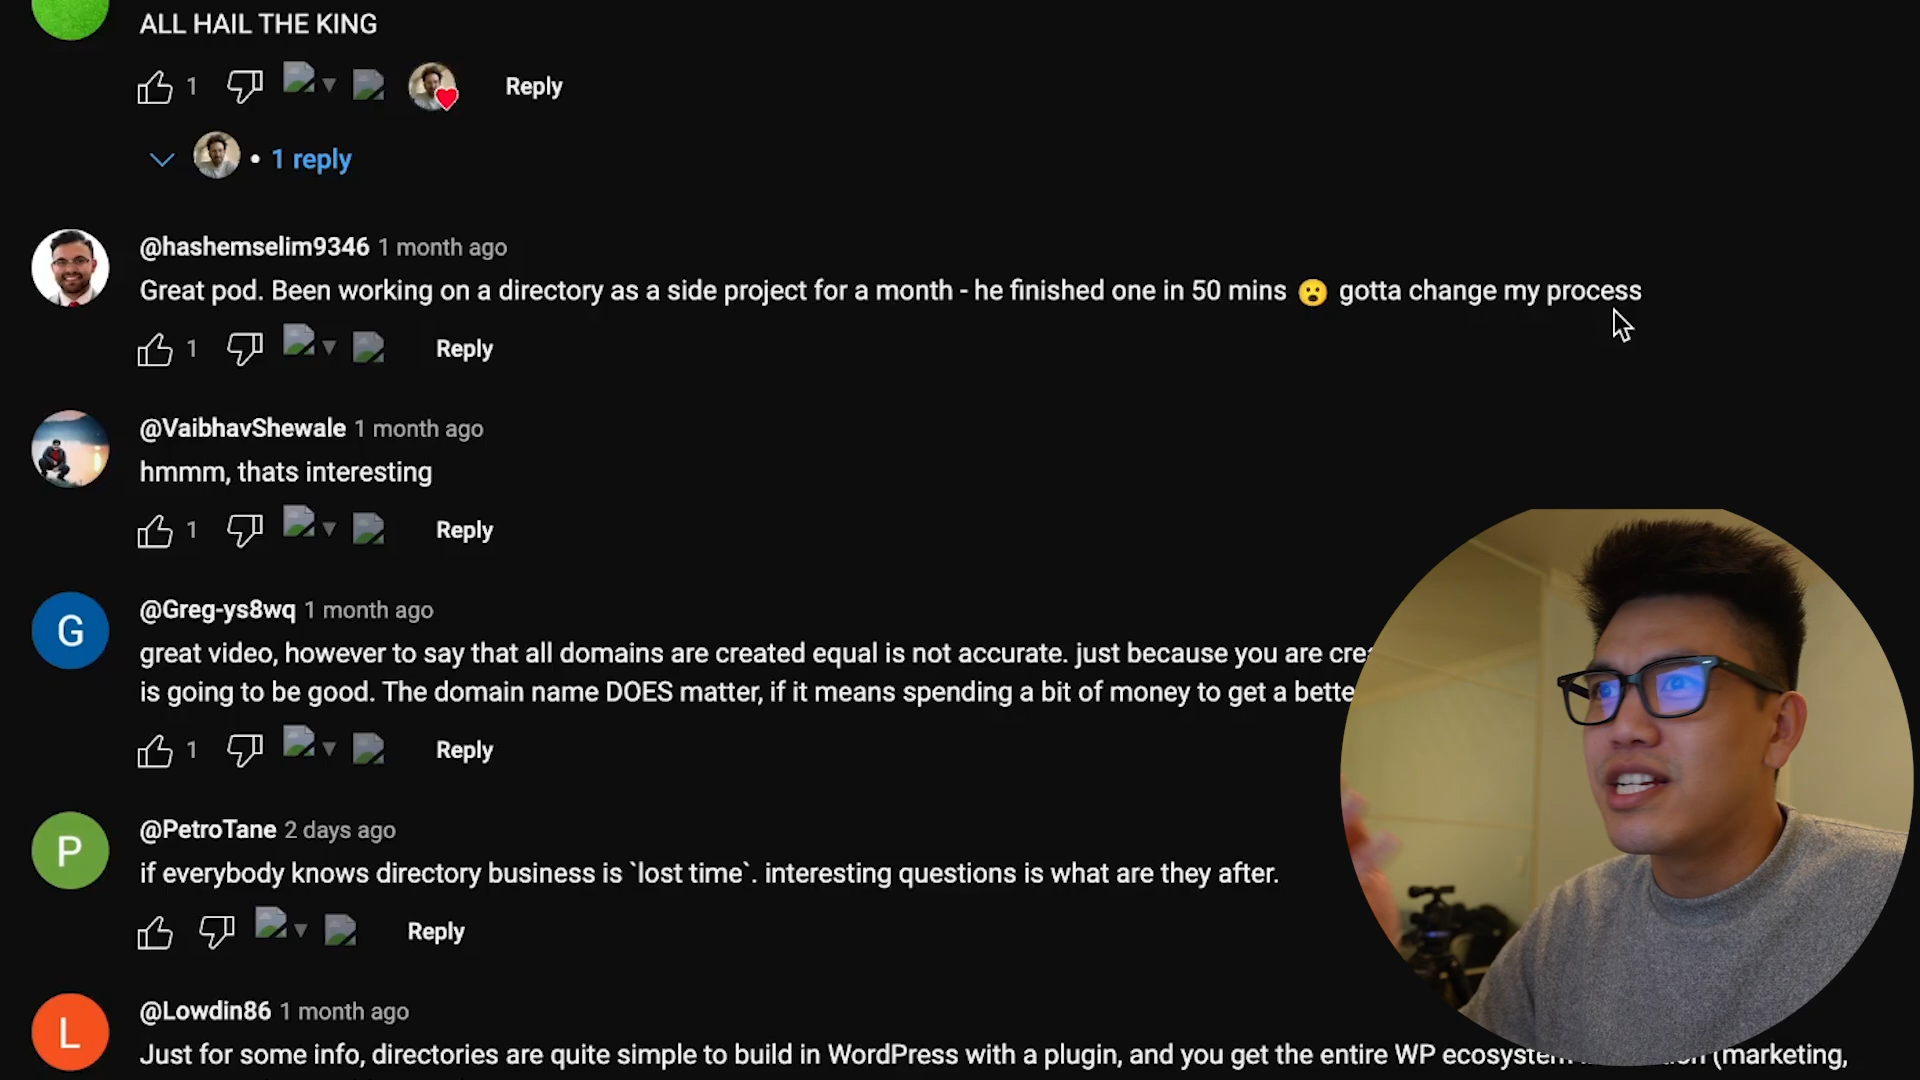 ALL HAIL THE KING
1 Reply
• 1 reply
@hashemselim9346 1 month ago
Great pod. Been working on a directory as a side project for a month - he finished one in 50 mins 😮 gotta change my process
1 Reply
@VaibhavShewale 1 month ago
hmmm, thats interesting
1 Reply
G
@Greg-ys8wq 1 month ago
great video, however to say that all domains are created equal is not accurate. just because you are
is going to be good. The domain name DOES matter, if it means spending a bit of money to get a
1 Reply
P
@PetroTane 2 days ago
if everybody knows directory business is `lost time`. interesting questions is what are they after.
Reply
L
@Lowdin86 1 month ago
Just for some info, directories are quite simple to build in WordPress with a plugin, and you get the entire WP ecosystem (marketing,